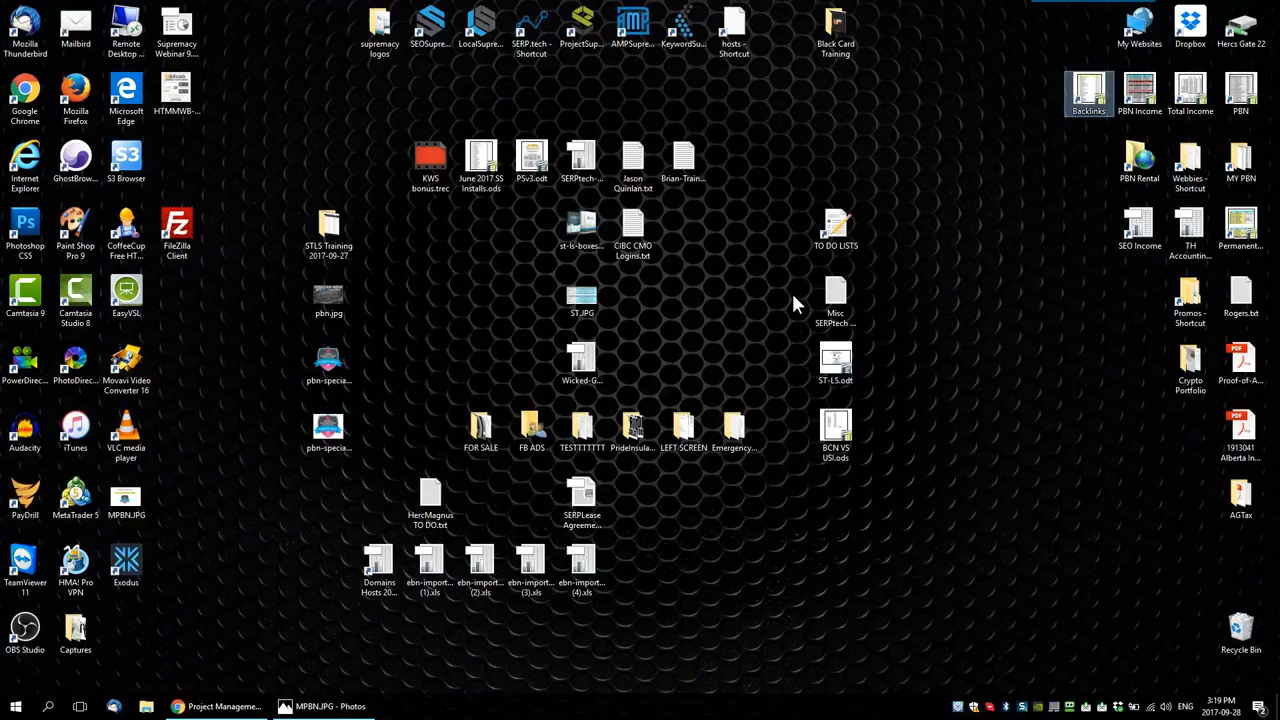 Mozilla Thunderbird
Mailbird
Remote Desktop ...
Supremacy Webinar 9....
supremacy logos
SEOSupre...
LocalSupre...
SERP.tech - Shortcut
ProjectSup...
AMPSupre...
KeywordSu...
hosts - Shortcut
Black Card Training
My Websites
Dropbox
Hercs Gate 22
Google Chrome
Mozilla Firefox
Microsoft Edge
HTMMWB-...
Backlinks
PBN Income
Total Income
PBN
Internet Explorer
GhostBrow...
S3 Browser
KWS bonus.trec
June 2017 SS Installs.ods
PSv3.odt
SERPtech-...
Jason Quinlan.txt
Brian-Train...
PBN Rental
Webbies - Shortcut
MY PBN
Photoshop CS5
Paint Shop Pro 9
CoffeeCup Free HT...
FileZilla Client
STLS Training 2017-09-27
st-ls-boxes...
CIBC CMO Logins.txt
TO DO LISTS
SEO Income
TH Accounting...
Permanent...
Camtasia 9
Camtasia Studio 8
EasyVSL
pbn.jpg
ST.JPG
Misc SERPtech ...
Promos - Shortcut
Rogers.txt
PowerDirec...
PhotoDirec...
Movavi Video Converter 16
pbn-specia...
Wicked-G...
ST-LS.odt
Crypto Portfolio
Proof-of-A...
Audacity
iTunes
VLC media player
pbn-specia...
FOR SALE
FB ADS
TESTTTTTTT
PrideInsula...
LEFT SCREEN
Emergency...
BCN VS USI.ods
1913041 Alberta In...
PayDrill
MetaTrader 5
MPBN.JPG
HercMagnus TO DO.txt
SERPLease Agreeme...
AGTax
TeamViewer 11
HMA! Pro VPN
Exodus
Domains Hosts 20...
ebn-import... (1).xls
ebn-import... (2).xls
ebn-import... (3).xls
ebn-import... (4).xls
OBS Studio
Captures
Recycle Bin
Project Manageme...
MPBN.JPG - Photos
ENG
3:19 PM
2017-09-28